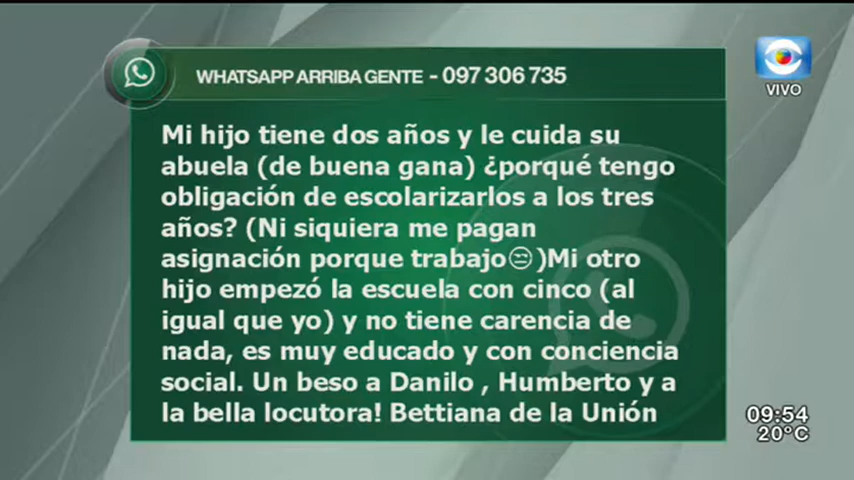 WHATSAPP ARRIBA GENTE - 097 306 735
VIVO
Mi hijo tiene dos años y le cuida su
abuela (de buena gana) ¿porqué tengo
obligación de escolarizarlos a los tres
años? (Ni siquiera me pagan
asignación porque trabajo😒)Mi otro
hijo empezó la escuela con cinco (al
igual que yo) y no tiene carencia de
nada, es muy educado y con conciencia
social. Un beso a Danilo , Humberto y a
la bella locutora! Bettiana de la Unión
09:54
20°C